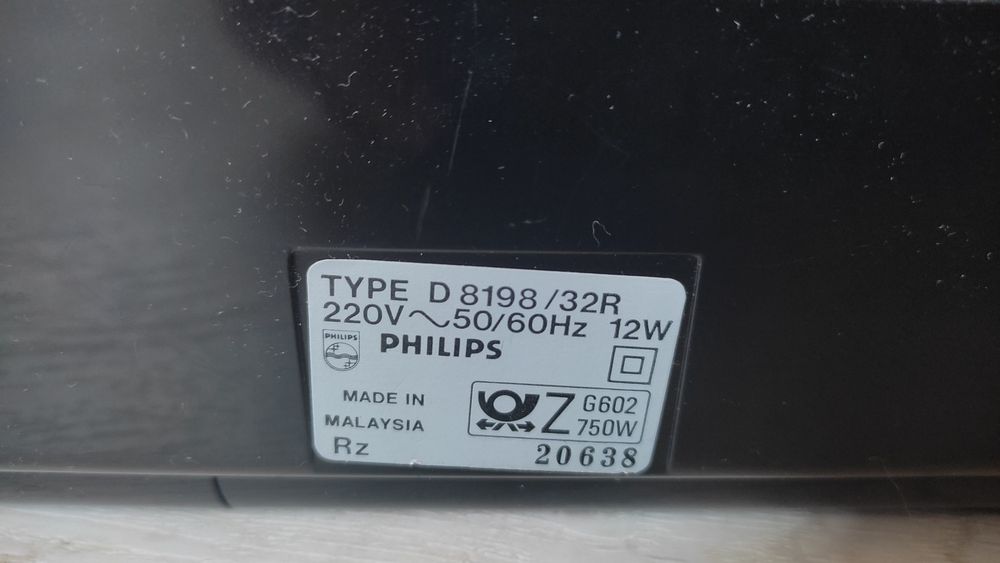 TYPE D 8198/32R
220V ~ 50/60Hz 12W
PHILIPS
PHILIPS
MADE IN
MALAYSIA
Rz
Z G602
750W
20638